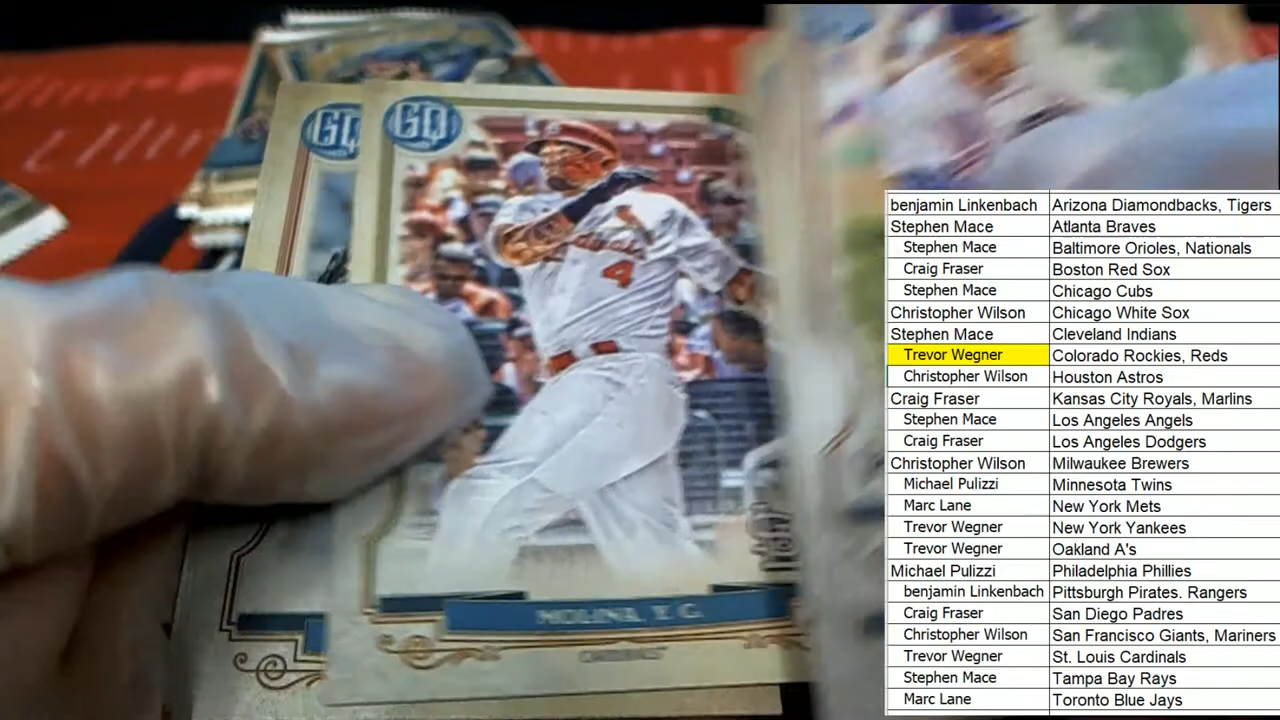 GQ
GQ
4
MOLINA, Y. C.
CARDINALS
benjamin Linkenbach Arizona Diamondbacks, Tigers
Stephen Mace Atlanta Braves
Stephen Mace Baltimore Orioles, Nationals
Craig Fraser Boston Red Sox
Stephen Mace Chicago Cubs
Christopher Wilson Chicago White Sox
Stephen Mace Cleveland Indians
Trevor Wegner Colorado Rockies, Reds
Christopher Wilson Houston Astros
Craig Fraser Kansas City Royals, Marlins
Stephen Mace Los Angeles Angels
Craig Fraser Los Angeles Dodgers
Christopher Wilson Milwaukee Brewers
Michael Pulizzi Minnesota Twins
Marc Lane New York Mets
Trevor Wegner New York Yankees
Trevor Wegner Oakland A's
Michael Pulizzi Philadelphia Phillies
benjamin Linkenbach Pittsburgh Pirates. Rangers
Craig Fraser San Diego Padres
Christopher Wilson San Francisco Giants, Mariners
Trevor Wegner St. Louis Cardinals
Stephen Mace Tampa Bay Rays
Marc Lane Toronto Blue Jays